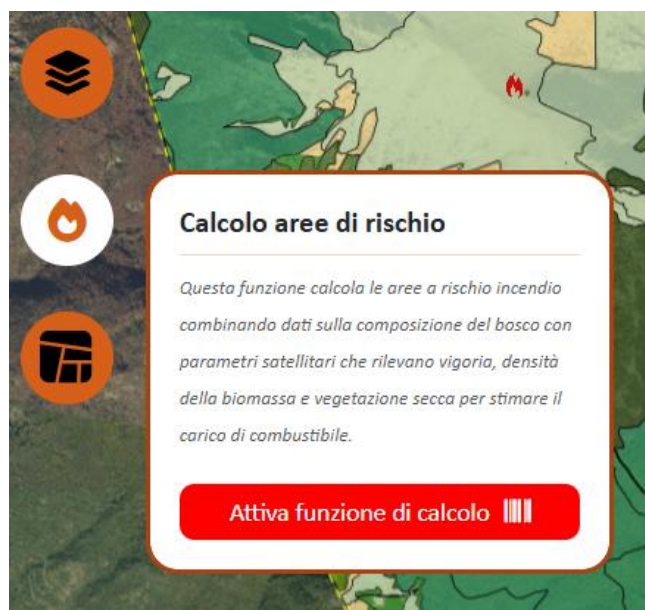 Calcolo aree di rischio
Questa funzione calcola le aree a rischio incendio
combinando dati sulla composizione del bosco con
parametri satellitari che rilevano vigoria, densità
della biomassa e vegetazione secca per stimare il
carico di combustibile.
Attiva funzione di calcolo